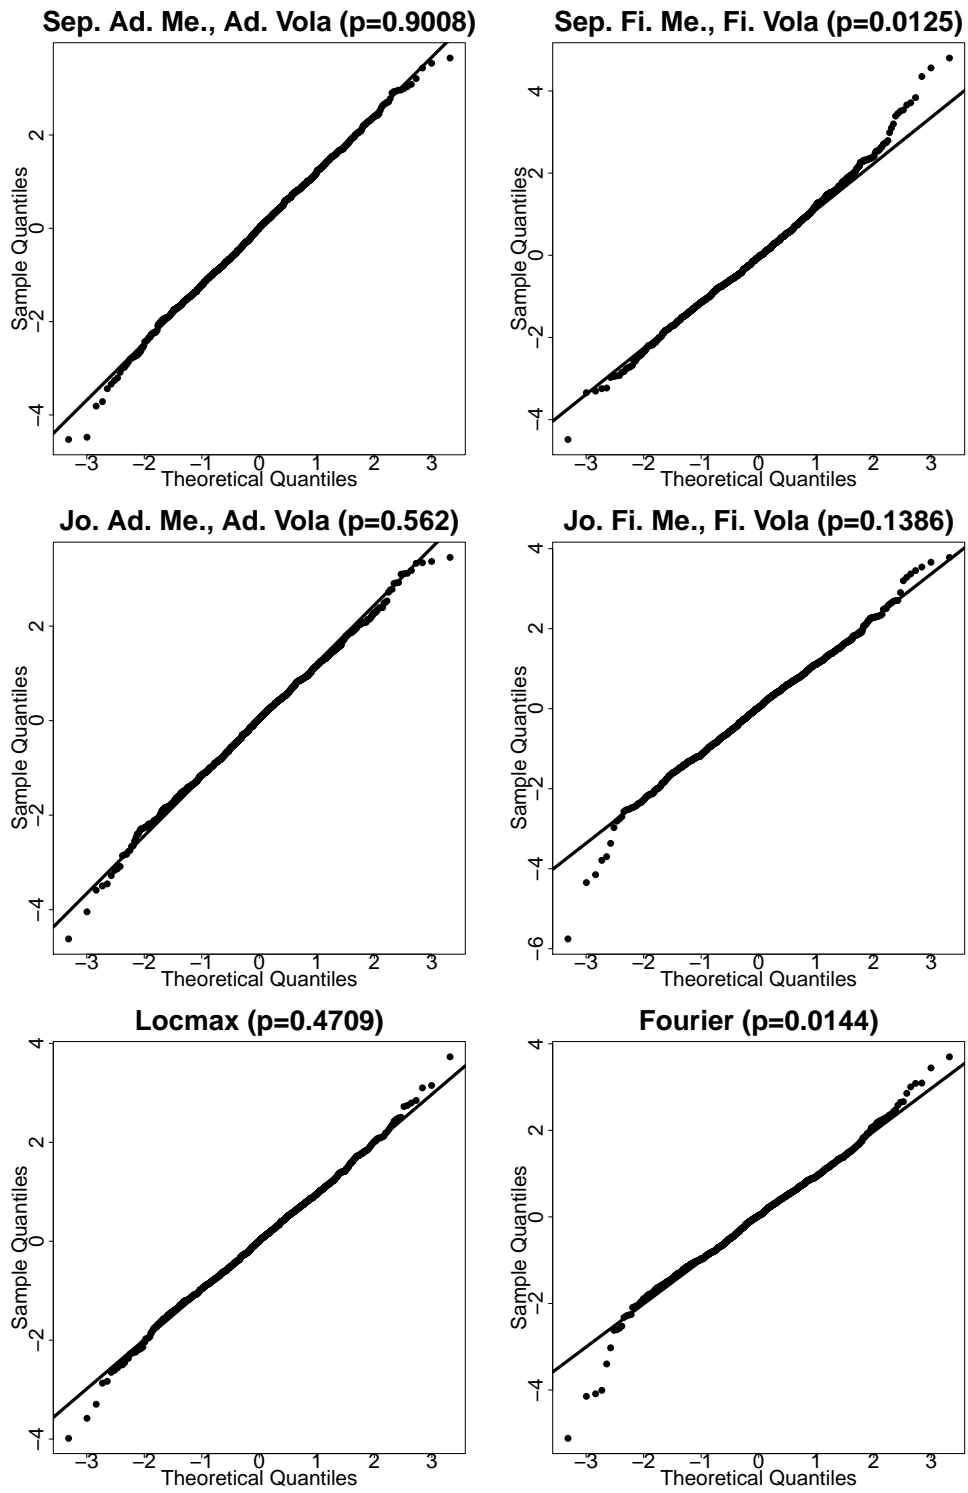 Sep. Ad. Me., Ad. Vola (p=0.9008)
Sample Quantiles
2
0
−2
−4
−3 −2 −1 0 1 2 3
Theoretical Quantiles
Sep. Fi. Me., Fi. Vola (p=0.0125)
Sample Quantiles
4
2
0
−2
−4
−3 −2 −1 0 1 2 3
Theoretical Quantiles
Jo. Ad. Me., Ad. Vola (p=0.562)
Sample Quantiles
2
0
−2
−4
−3 −2 −1 0 1 2 3
Theoretical Quantiles
Jo. Fi. Me., Fi. Vola (p=0.1386)
Sample Quantiles
4
2
0
−2
−4
−6
−3 −2 −1 0 1 2 3
Theoretical Quantiles
Locmax (p=0.4709)
Sample Quantiles
4
2
0
−2
−4
−3 −2 −1 0 1 2 3
Theoretical Quantiles
Fourier (p=0.0144)
Sample Quantiles
4
2
0
−2
−4
−3 −2 −1 0 1 2 3
Theoretical Quantiles